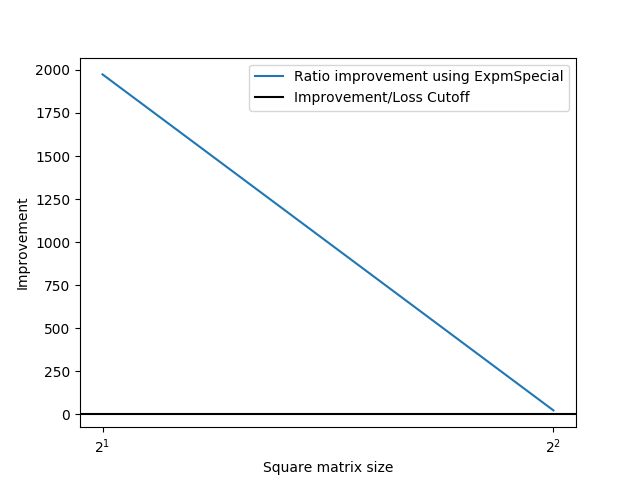 Ratio improvement using ExpmSpecial
Improvement/Loss Cutoff
2000
1750
1500
1250
1000
750
500
250
0
Improvement
2¹
2²
Square matrix size